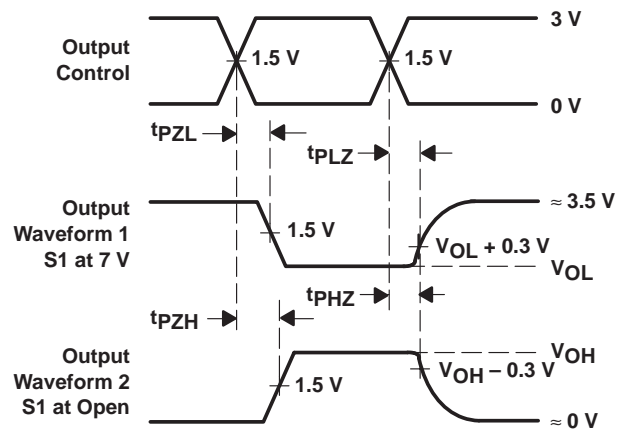 3 V
Output
Control
1.5 V
1.5 V
0 V
tPZL
tPLZ
≈ 3.5 V
Output
Waveform 1
S1 at 7 V
1.5 V
VOL + 0.3 V
VOL
tPZH
tPHZ
VOH
Output
Waveform 2
S1 at Open
1.5 V
VOH – 0.3 V
≈ 0 V